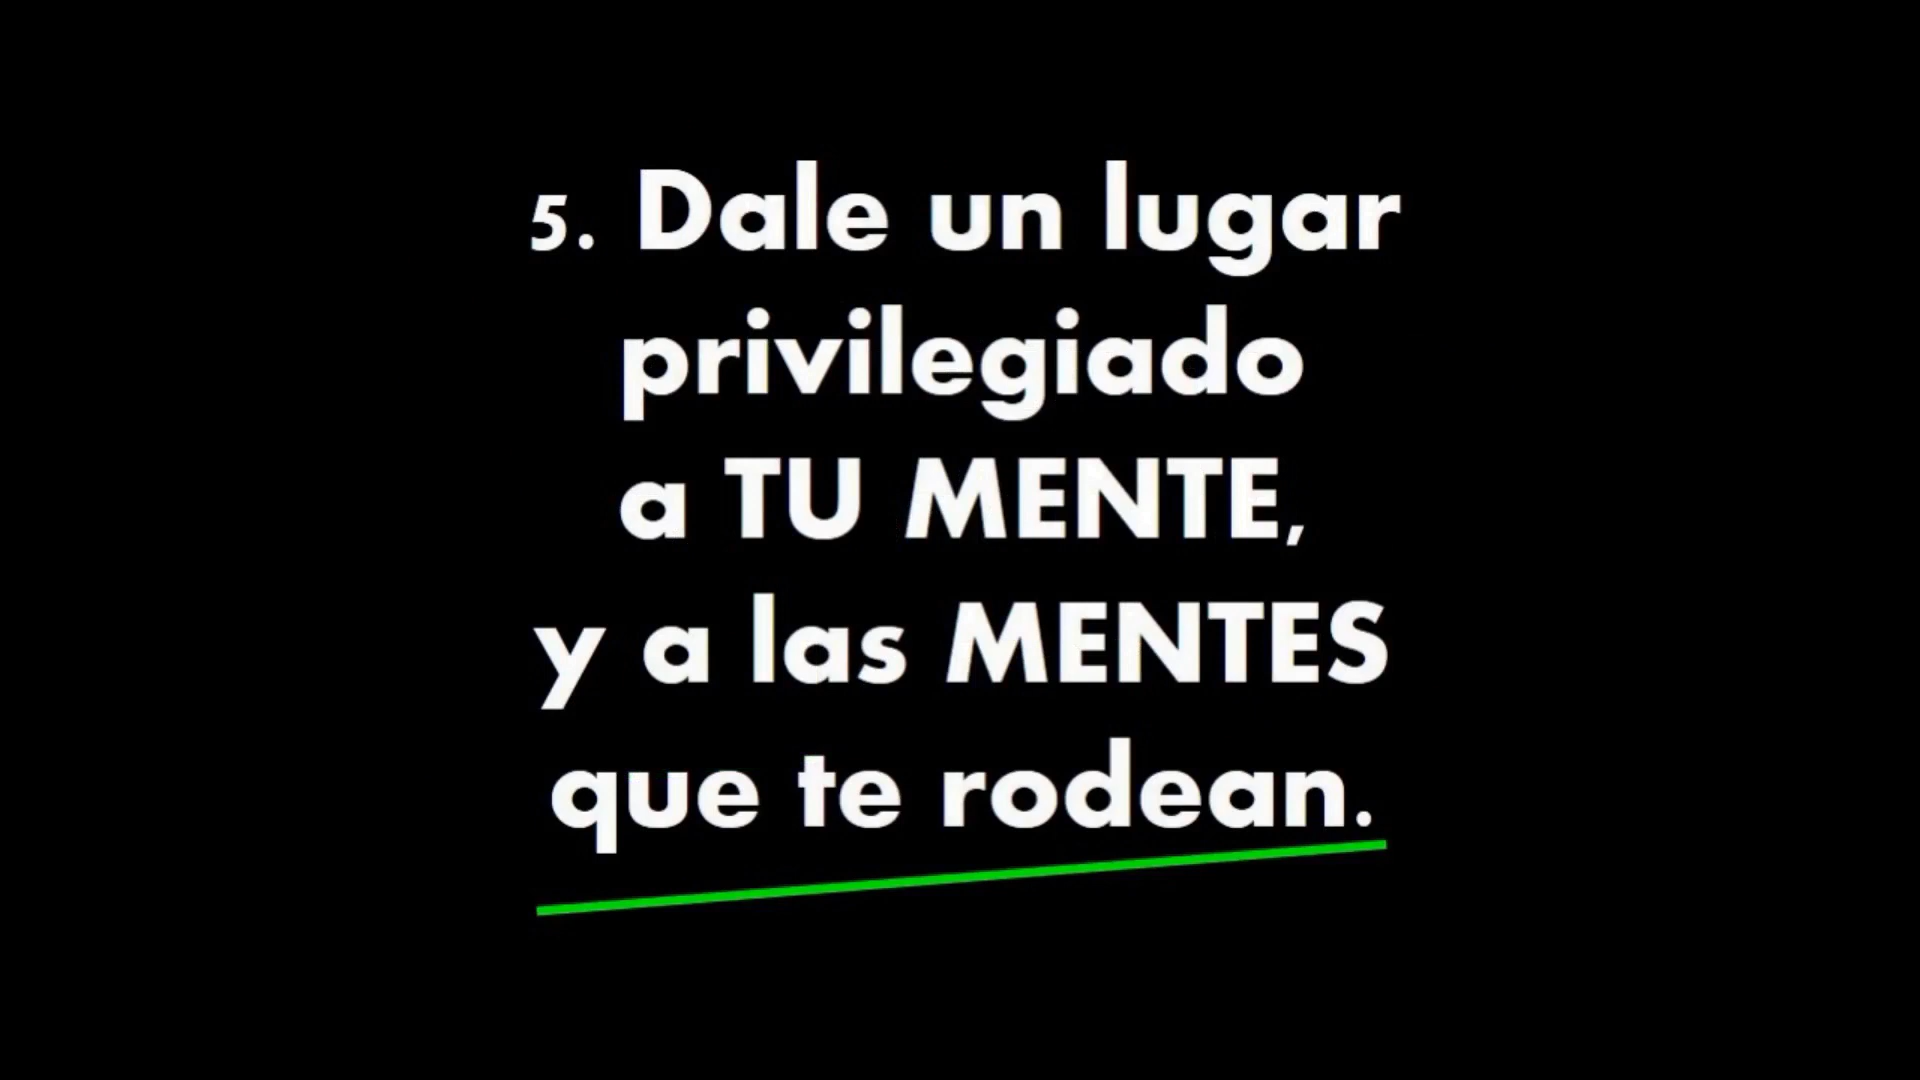 5. Dale un lugar
privilegiado
a TU MENTE,
y a las MENTES
que te rodean.